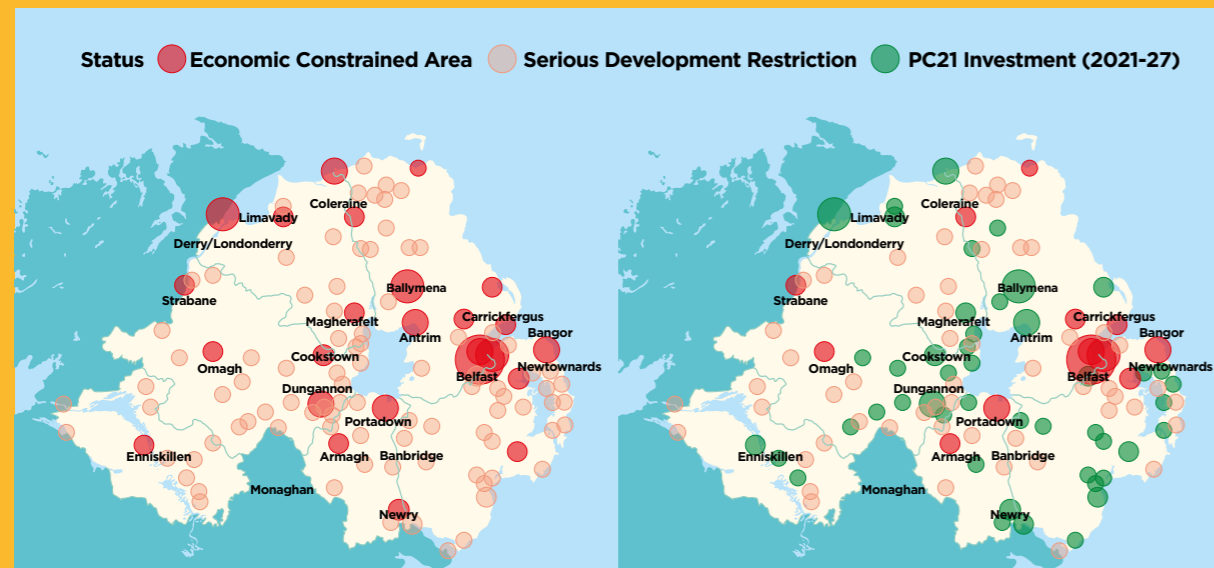 Status Economic Constrained Area Serious Development Restriction PC21 Investment (2021-27)
Coleraine
Limavady
Derry/Londonderry
Strabane
Ballymena
Magherafelt
Carrickfergus
Antrim
Bangor
Cookstown
Omagh
Newtownards
Belfast
Dungannon
Portadown
Enniskillen
Armagh
Banbridge
Monaghan
Newry
Coleraine
Limavady
Derry/Londonderry
Strabane
Ballymena
Magherafelt
Carrickfergus
Antrim
Bangor
Cookstown
Omagh
Newtownards
Belfast
Dungannon
Portadown
Enniskillen
Armagh
Banbridge
Monaghan
Newry